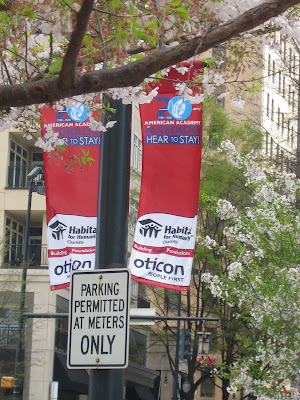 AMERICAN ACADEMY
HEAR TO STAY!
Habitat
for Humanity
Charlotte
Building Foundations
oticon
AMERICAN ACADEMY
HEAR TO STAY!
Habitat
for Humanity
Charlotte
Building Foundations
oticon
PEOPLE FIRST
PARKING
PERMITTED
AT METERS
ONLY